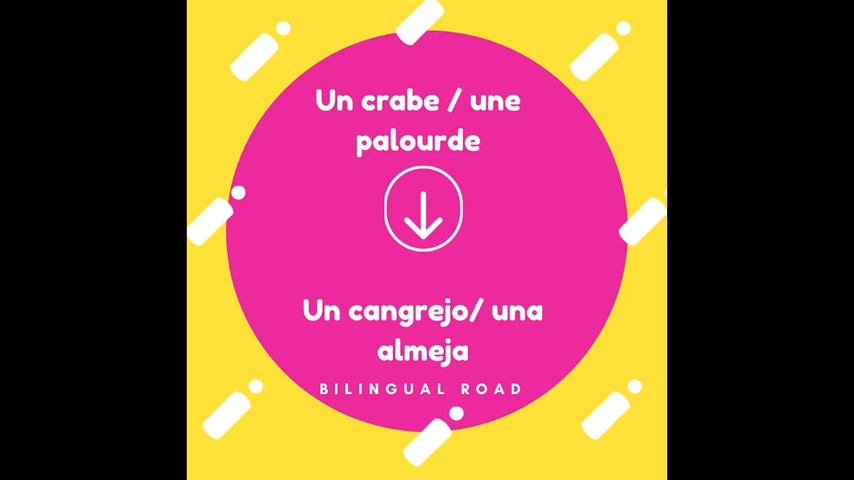 Un crabe / une
palourde
Un cangrejo/ una
almeja
BILINGUAL ROAD